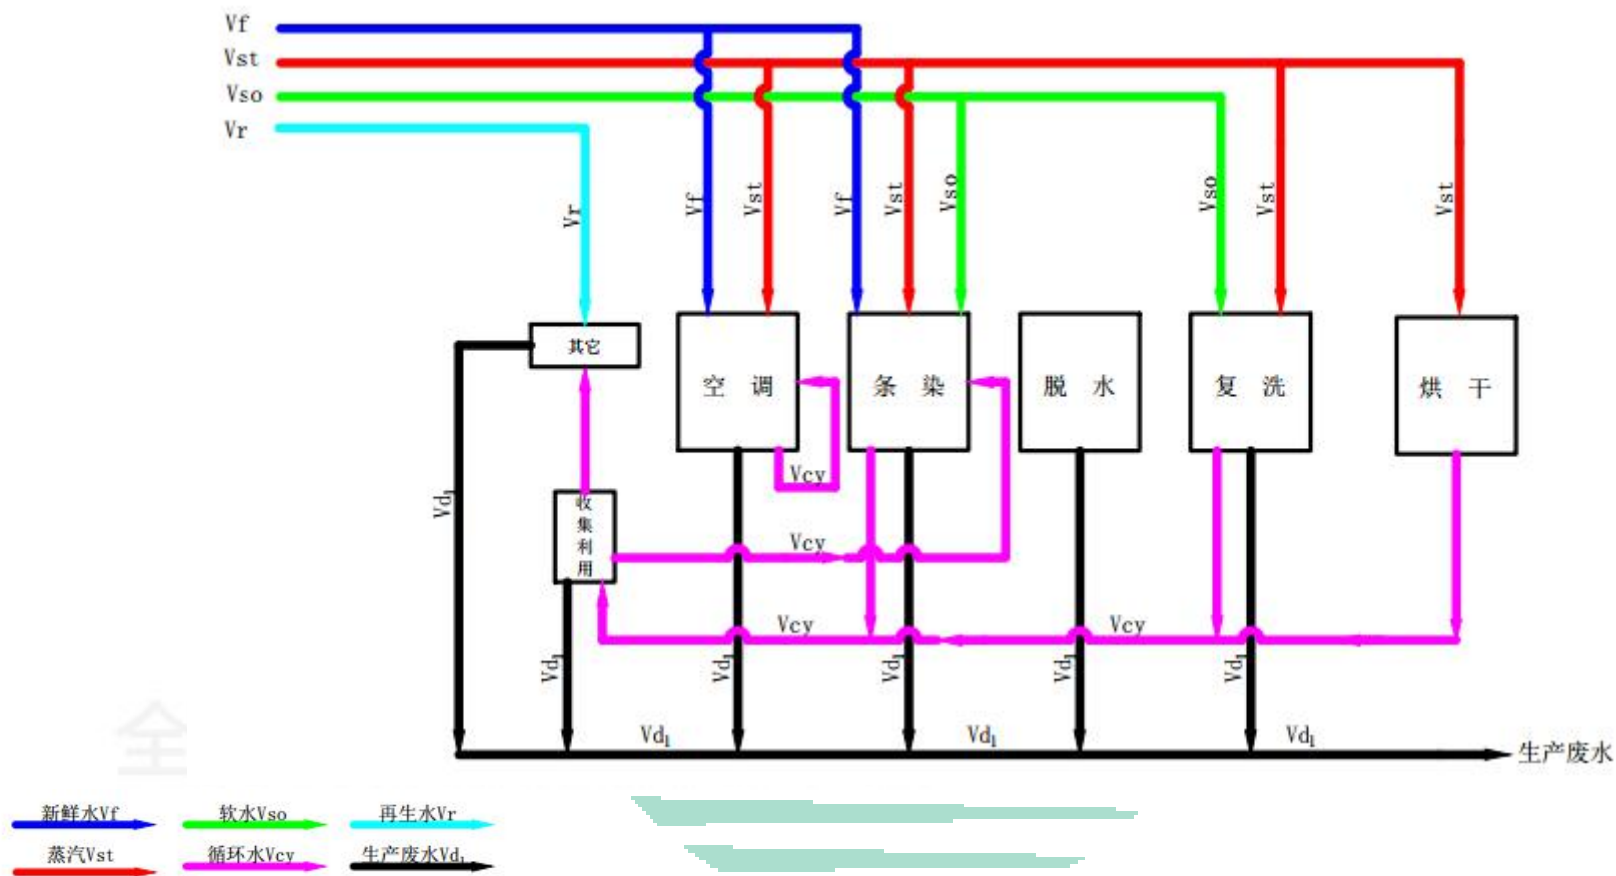 Vf
Vst
Vso
Vr
Vr
Vf
Vst
Vf
Vst
Vso
Vso
Vst
Vst
其它
空 调
条 染
脱 水
复 洗
烘 干
Vcy
Vd₁
收集利用
Vcy
Vcy
Vcy
Vd₁
Vd₁
Vd₁
Vd₁
Vd₁
Vd₁
Vd₁
Vd₁
生产废水
全
新鲜水Vf
软水Vso
再生水Vr
蒸汽Vst
循环水Vcy
生产废水Vd₁